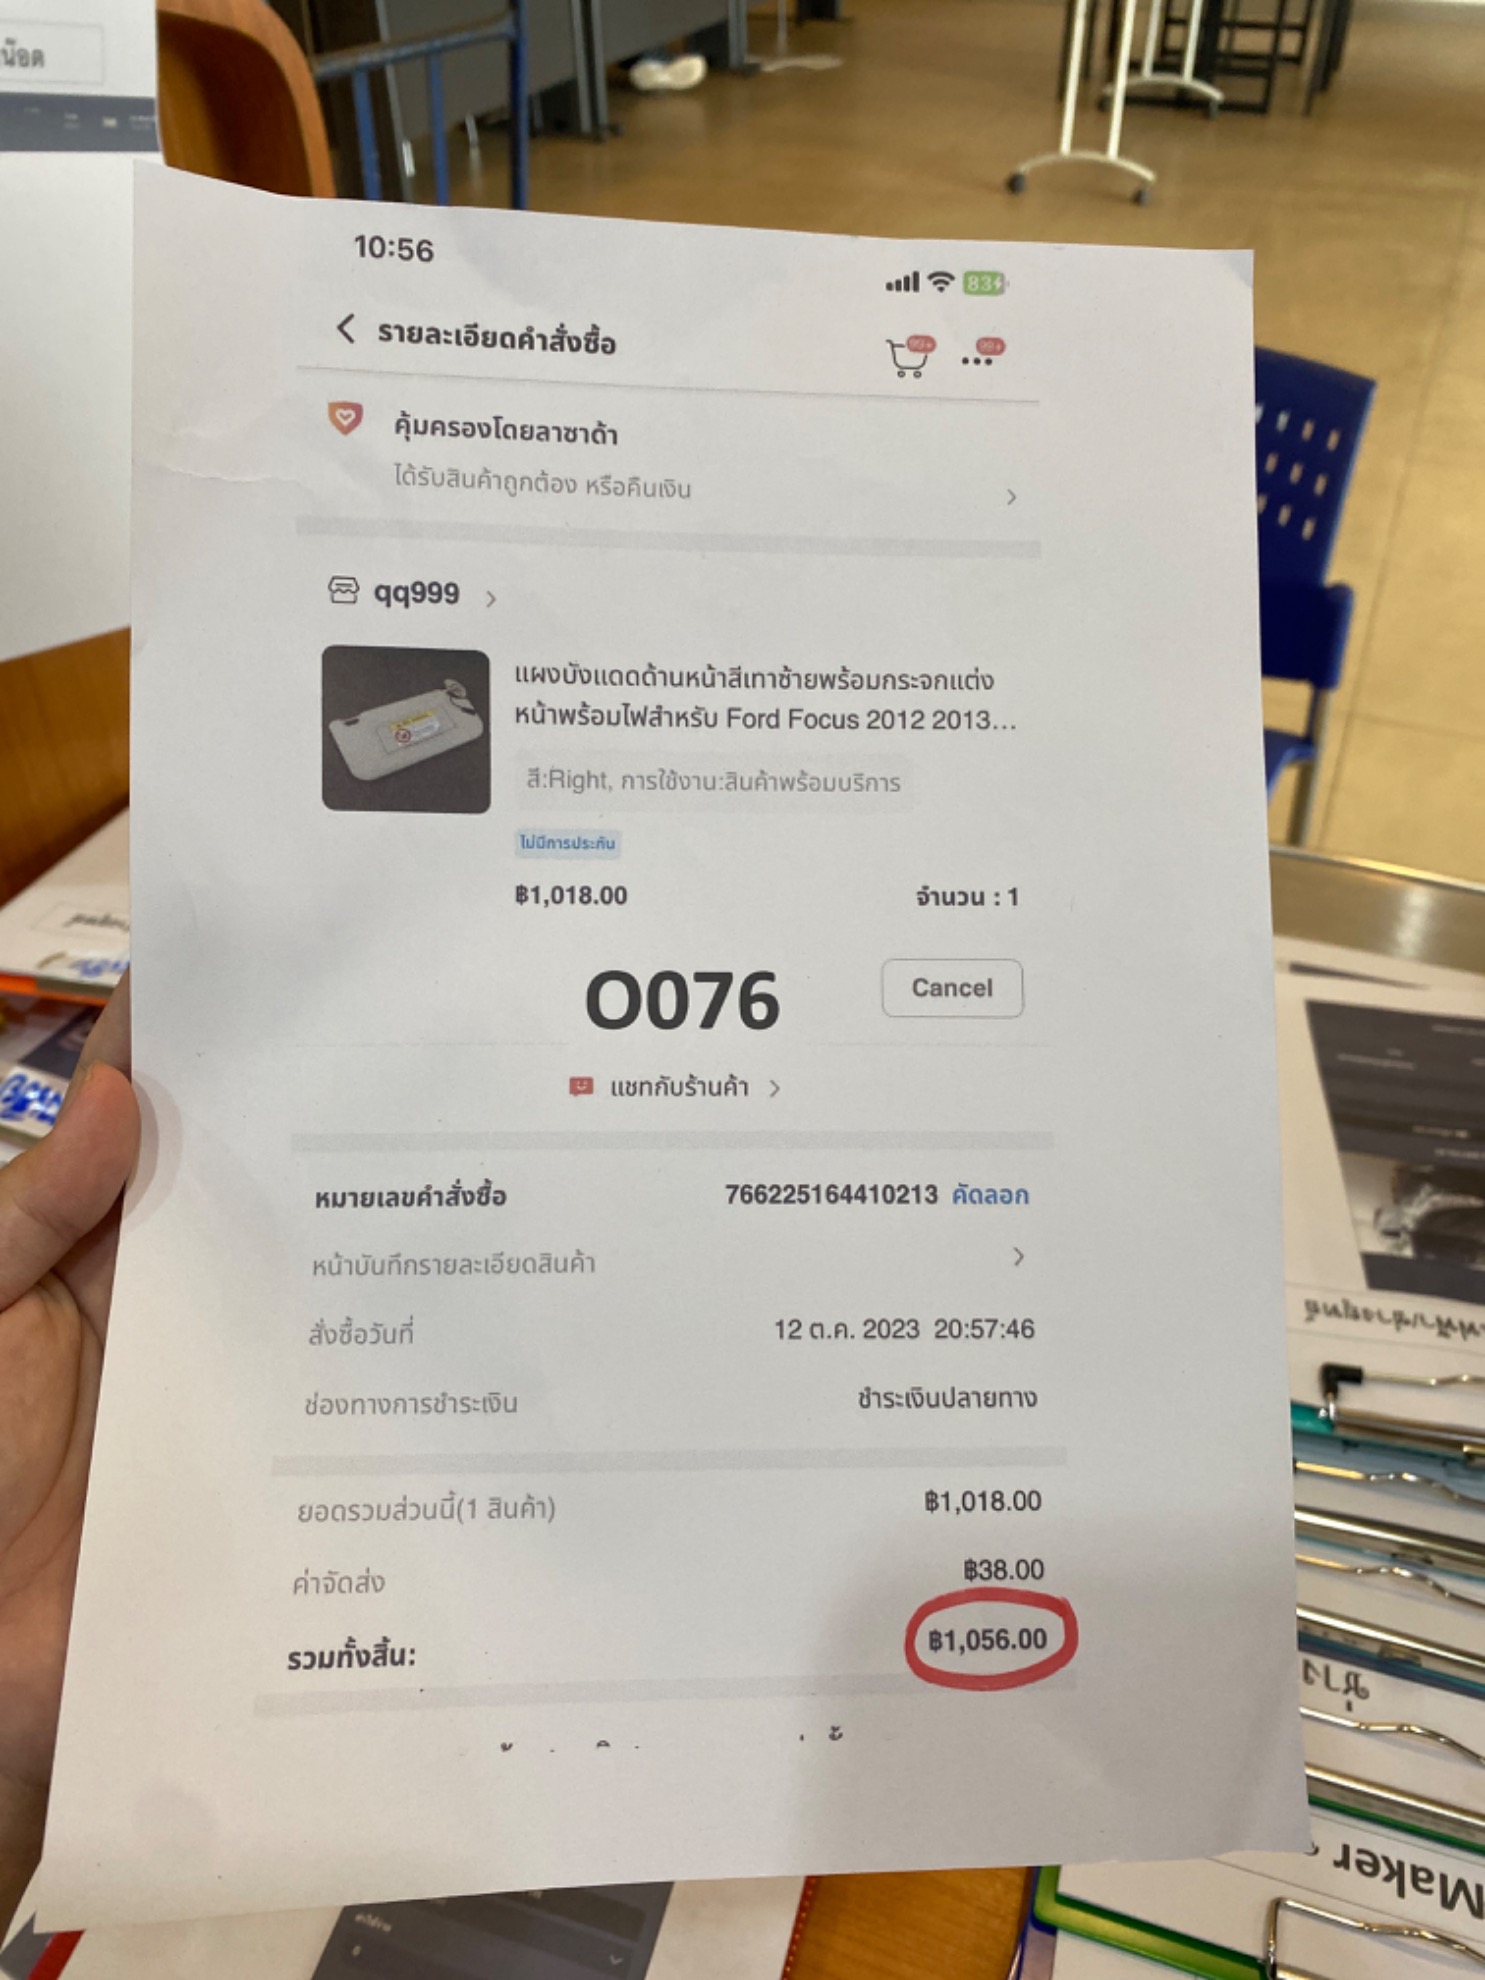 น๊อต
10:56
83
รายละเอียดคำสั่งซื้อ
99+
99+
คุ้มครองโดยลาซาด้า
ได้รับสินค้าถูกต้อง หรือคืนเงิน
qq999
แผงบังแดดด้านหน้าสีเทาซ้ายพร้อมกระจกแต่ง
หน้าพร้อมไฟสำหรับ Ford Focus 2012 2013...
สี:Right, การใช้งาน:สินค้าพร้อมบริการ
ไม่มีการประกัน
฿1,018.00
จำนวน : 1
O076
Cancel
แชทกับร้านค้า
หมายเลขคำสั่งซื้อ
766225164410213 คัดลอก
หน้าบันทึกรายละเอียดสินค้า
สั่งซื้อวันที่
12 ต.ค. 2023 20:57:46
ช่องทางการชำระเงิน
ชำระเงินปลายทาง
ยอดรวมส่วนนี้(1 สินค้า)
฿1,018.00
ค่าจัดส่ง
฿38.00
รวมทั้งสิ้น:
฿1,056.00
ช่าง
Maker